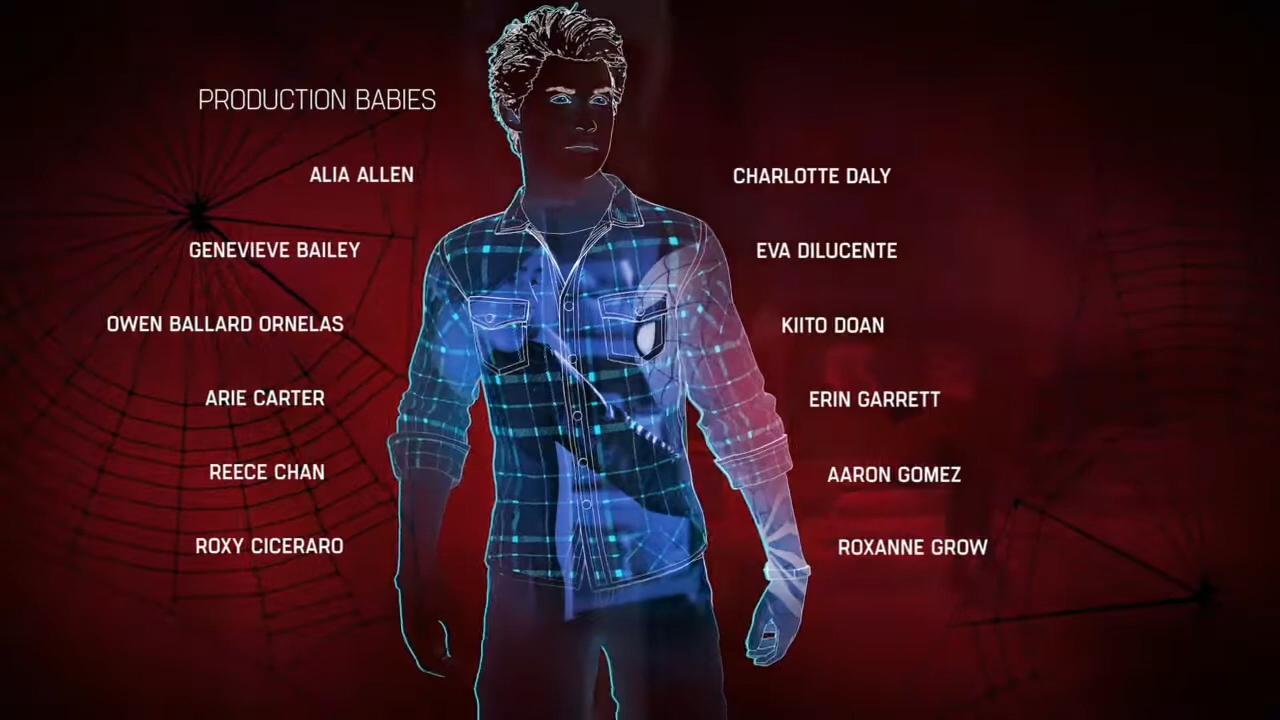 PRODUCTION BABIES
ALIA ALLEN
GENEVIEVE BAILEY
OWEN BALLARD ORNELAS
ARIE CARTER
REECE CHAN
ROXY CICERARO
CHARLOTTE DALY
EVA DILUCENTE
KIITO DOAN
ERIN GARRETT
AARON GOMEZ
ROXANNE GROW